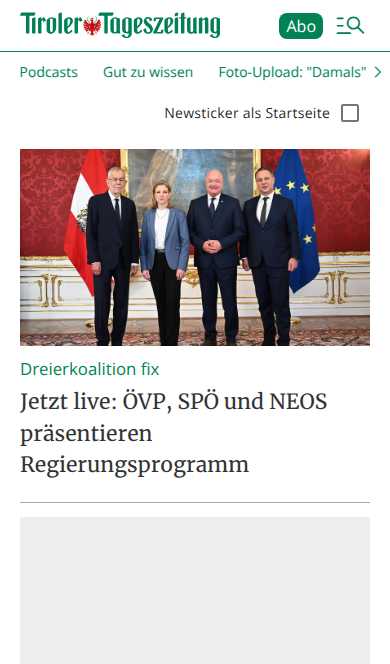 Tiroler Tageszeitung
Abo
Podcasts Gut zu wissen Foto-Upload: "Damals"
Newsticker als Startseite
Dreierkoalition fix
Jetzt live: ÖVP, SPÖ und NEOS
präsentieren
Regierungsprogramm